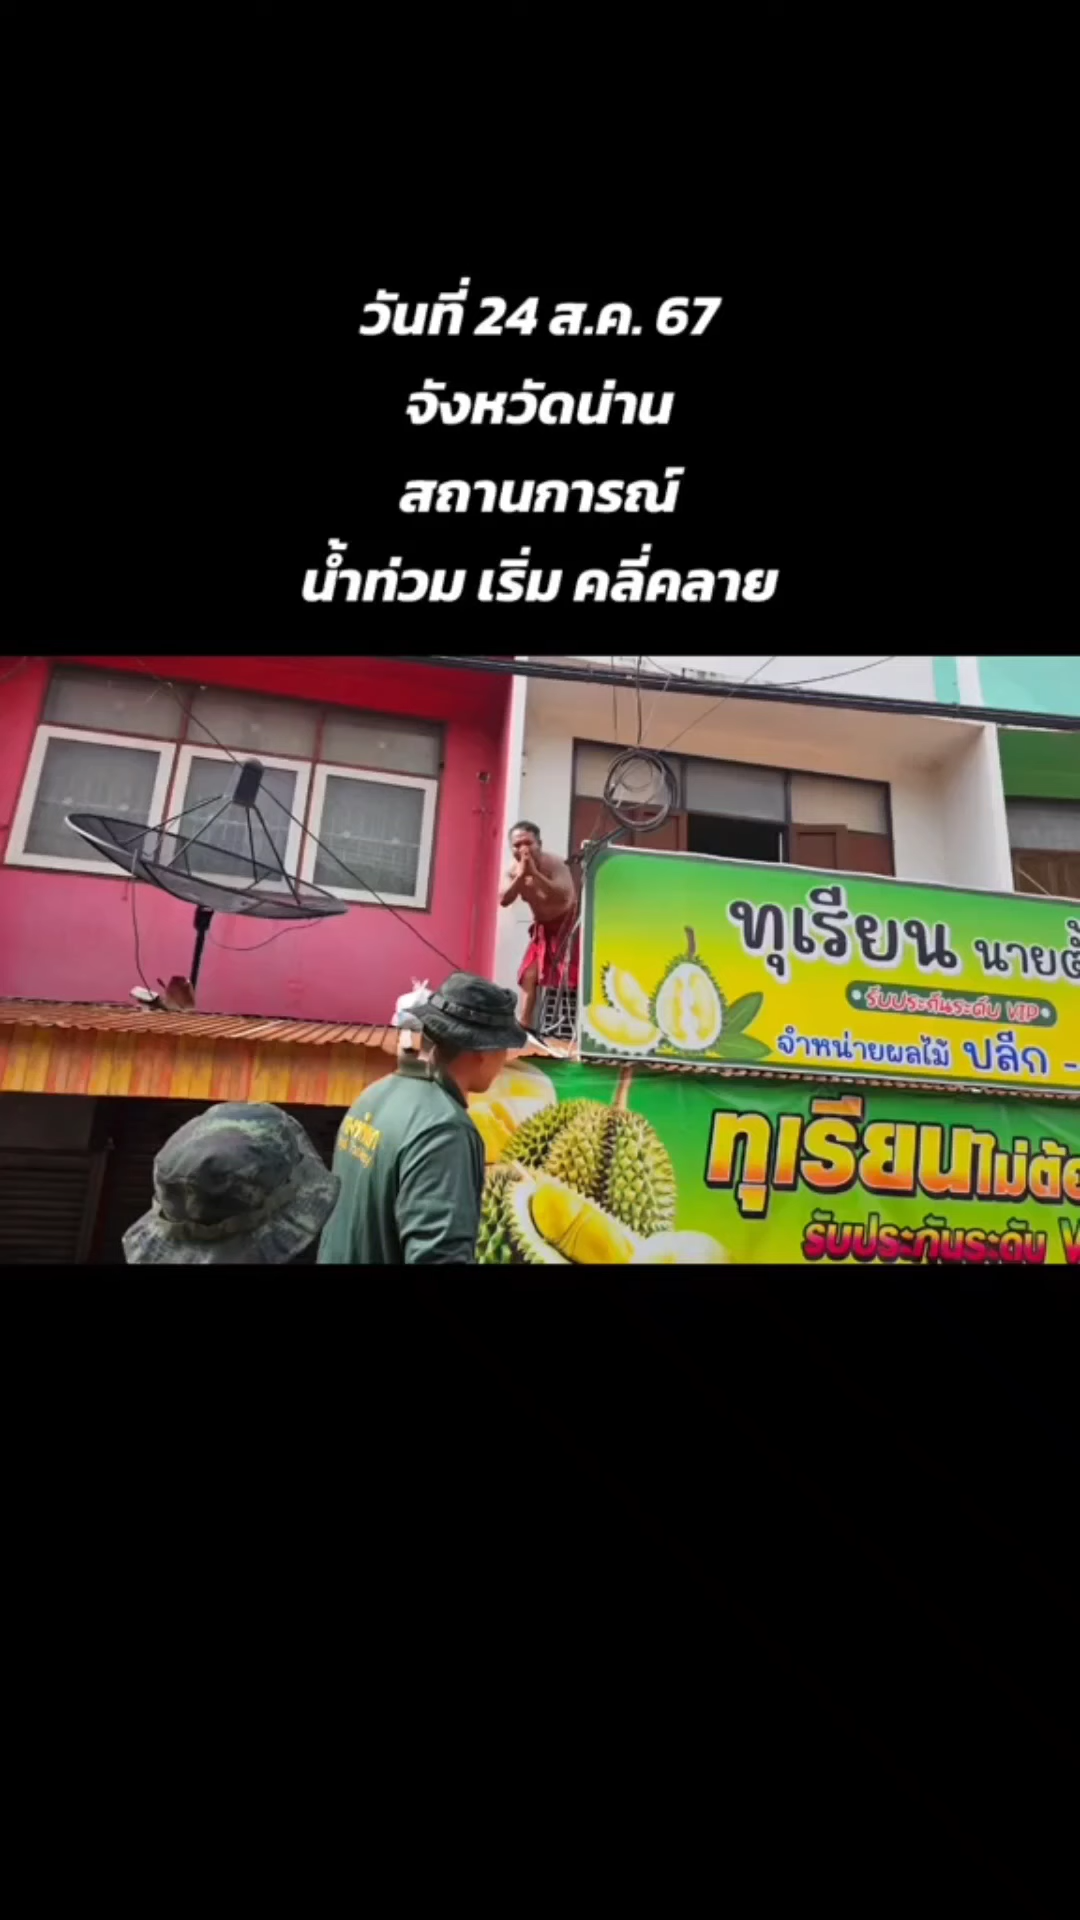 วันที่ 24 ส.ค. 67
จังหวัดน่าน
สถานการณ์
น้ำท่วม เริ่ม คลี่คลาย
ทุเรียน นายตั้
รับประกันระดับ VIP
จำหน่ายผลไม้ ปลีก -
ทุเรียนไม่ต้อ
รับประกันระดับ V